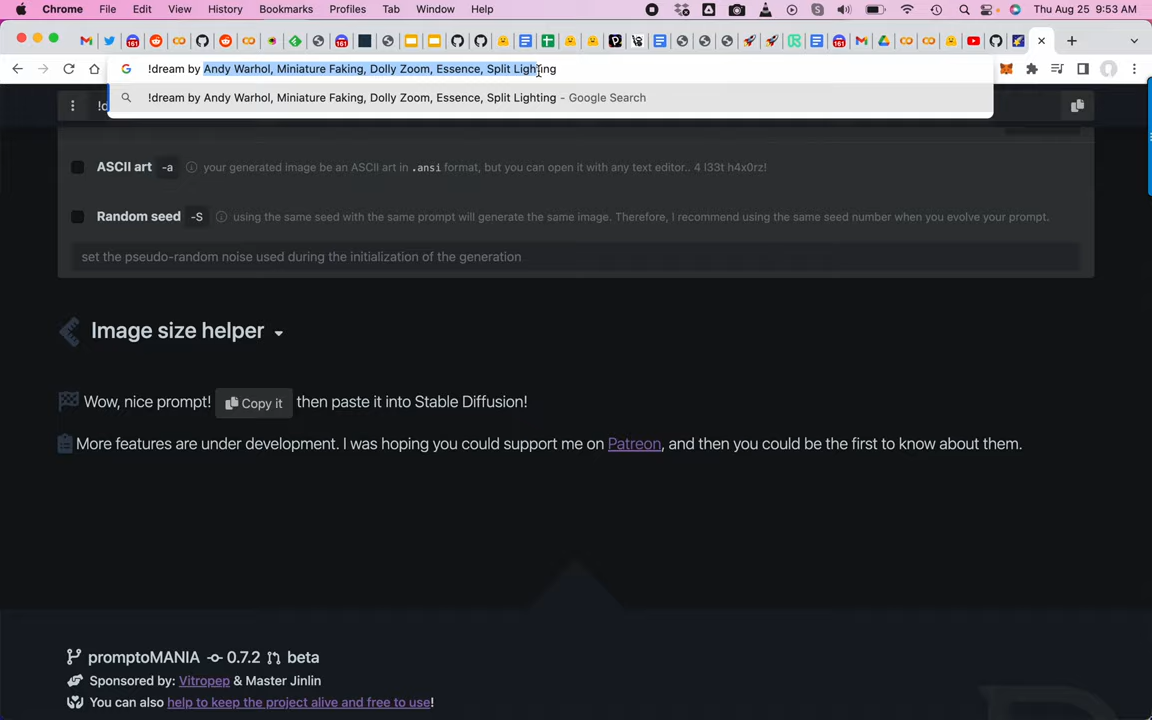 Chrome File Edit View History Bookmarks Profiles Tab Window Help Thu Aug 25 9:53 AM
!dream by Andy Warhol, Miniature Faking, Dolly Zoom, Essence, Split Lighting
!dream by Andy Warhol, Miniature Faking, Dolly Zoom, Essence, Split Lighting - Google Search
ASCII art -a your generated image be an ASCII art in .ansi format, but you can open it with any text editor.. 4 l33t h4x0rz!
Random seed -S using the same seed with the same prompt will generate the same image. Therefore, I recommend using the same seed number when you evolve your prompt.
set the pseudo-random noise used during the initialization of the generation
Image size helper
Wow, nice prompt! Copy it then paste it into Stable Diffusion!
More features are under development. I was hoping you could support me on Patreon, and then you could be the first to know about them.
promptoMANIA 0.7.2 beta
Sponsored by: Vitropep & Master Jinlin
You can also help to keep the project alive and free to use!